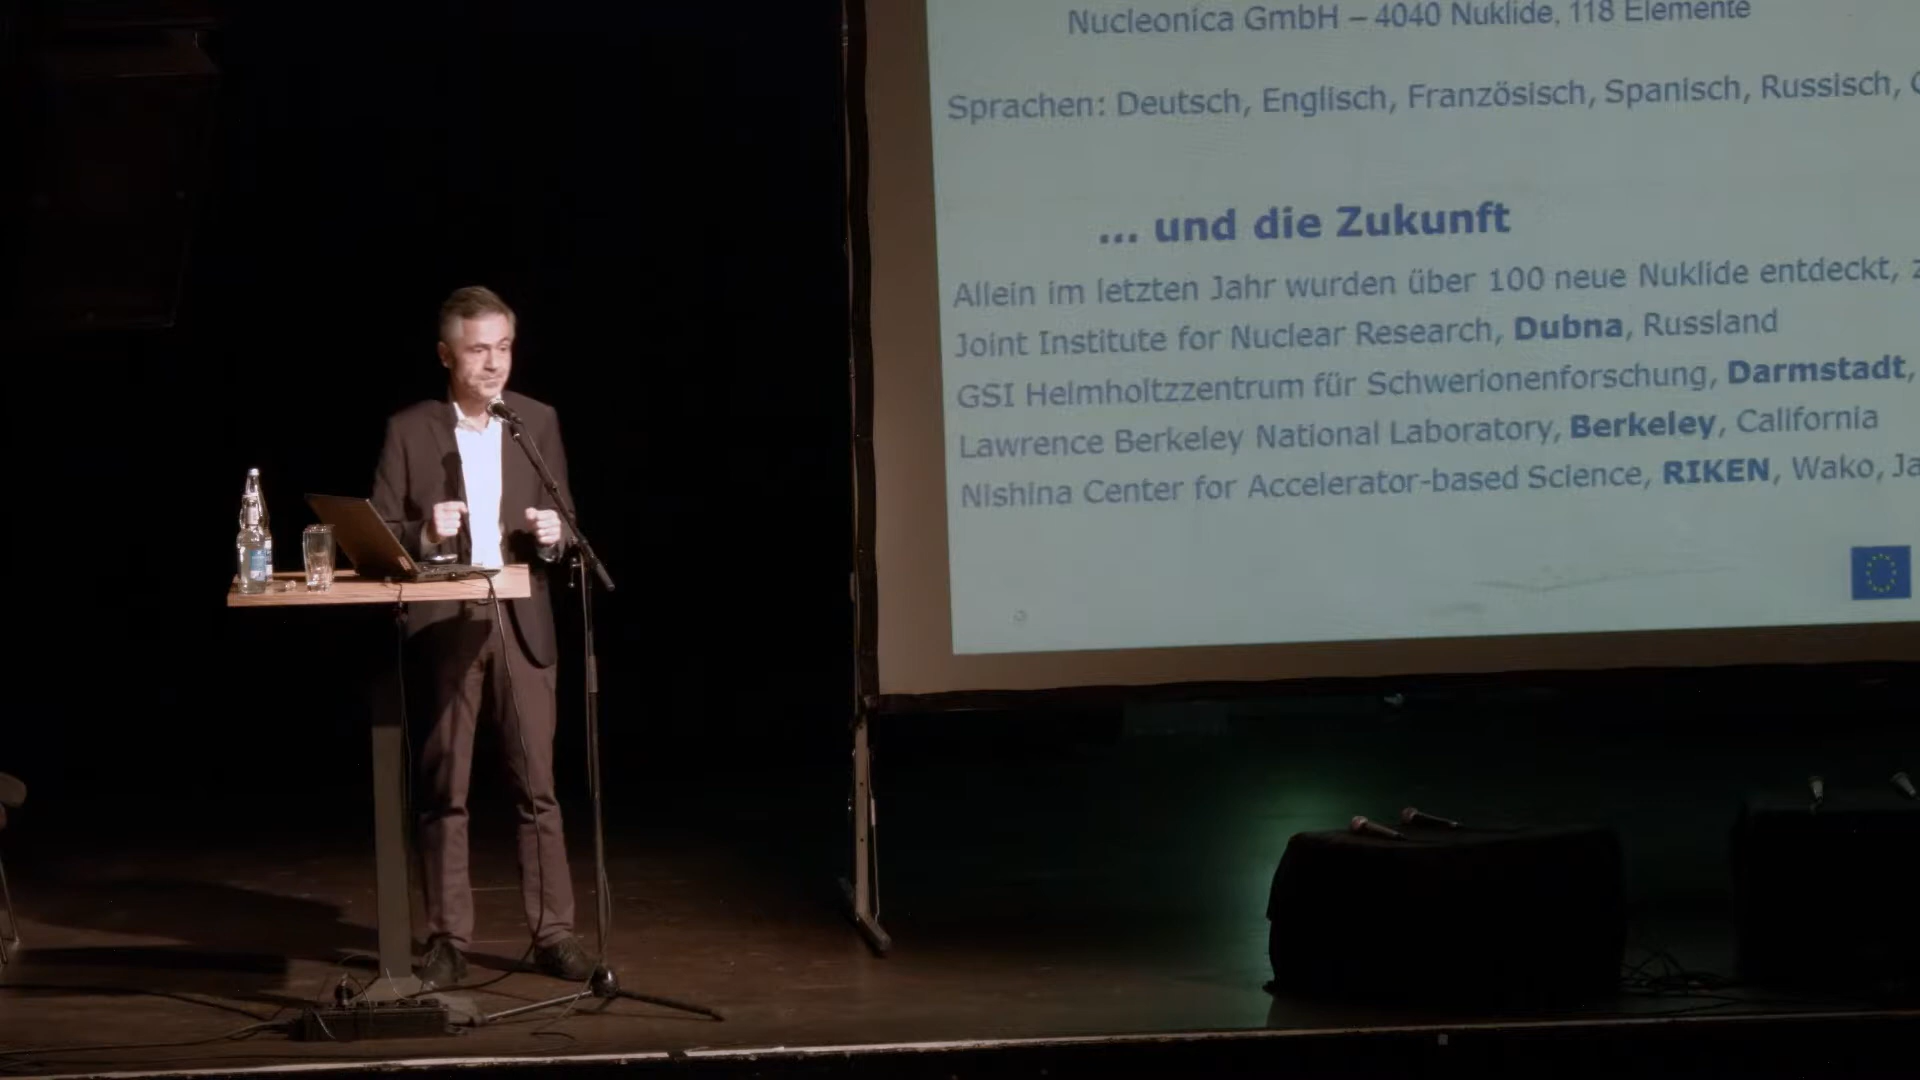 Nucleonica GmbH – 4040 Nuklide, 118 Elemente
Sprachen: Deutsch, Englisch, Französisch, Spanisch, Russisch,
... und die Zukunft
Allein im letzten Jahr wurden über 100 neue Nuklide entdeckt,
Joint Institute for Nuclear Research, Dubna, Russland
GSI Helmholtzzentrum für Schwerionenforschung, Darmstadt,
Lawrence Berkeley National Laboratory, Berkeley, California
Nishina Center for Accelerator-based Science, RIKEN, Wako,